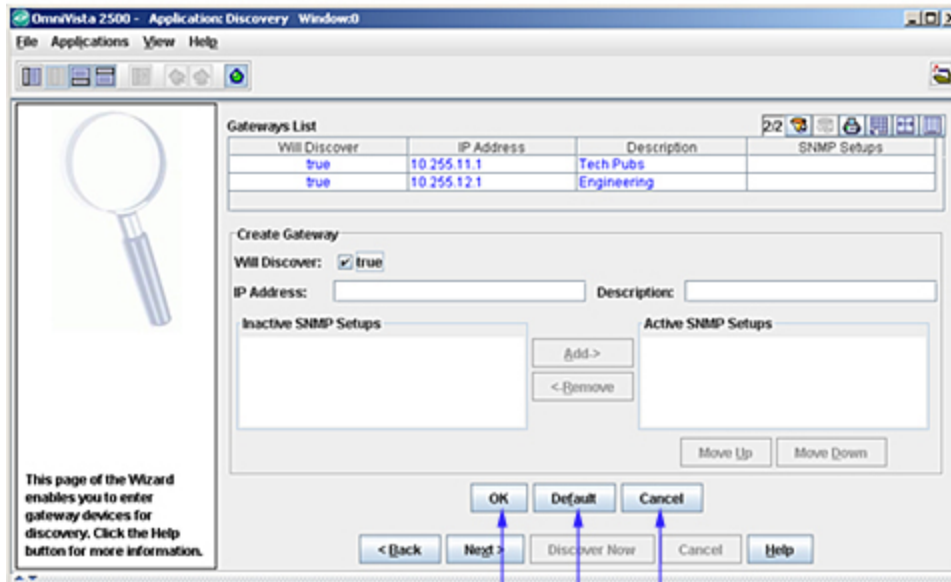 OmniVista 2500 - Application: Discovery Window:0
File Applications View Help
Gateways List
2/2
Will Discover IP Address Description SNMP Setups
true 10.255.11.1 Tech Pubs
true 10.255.12.1 Engineering
Create Gateway
Will Discover: true
IP Address: Description:
Inactive SNMP Setups Active SNMP Setups
Add->
<-Remove
Move Up Move Down
This page of the Wizard
enables you to enter
gateway devices for
discovery. Click the Help
button for more information.
OK Default Cancel
< Back Next > Discover Now Cancel Help